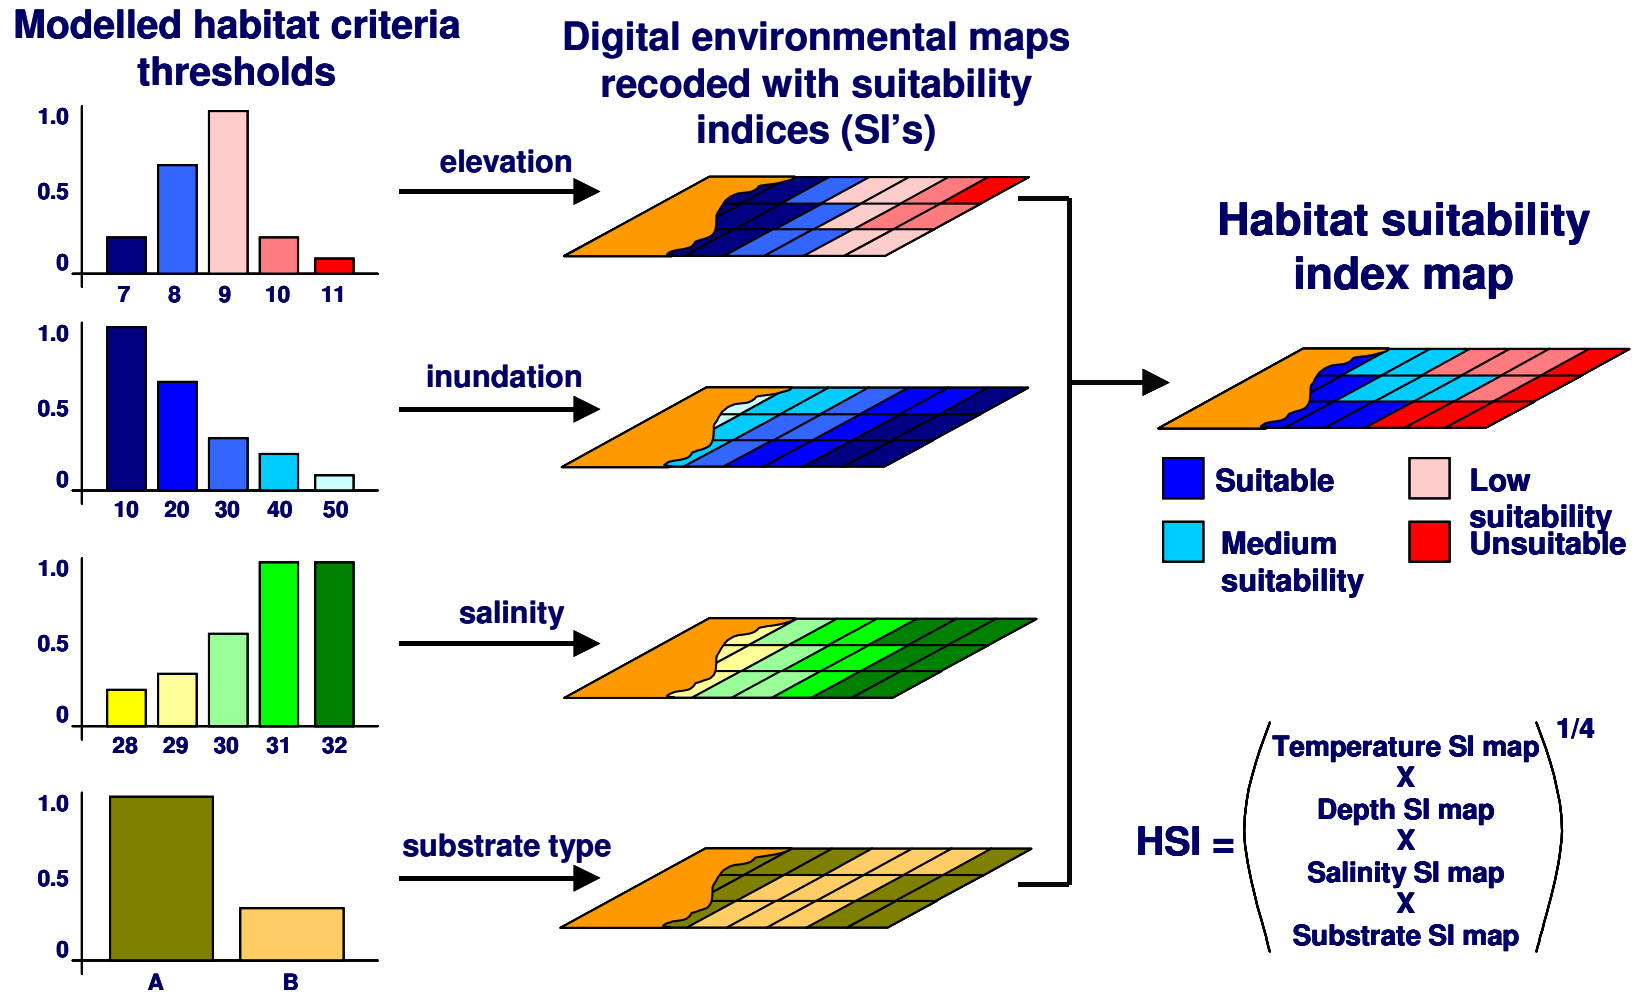 Modelled habitat criteria
thresholds
1.0
0.5
0
7 8 9 10 11
1.0
0.5
0
10 20 30 40 50
1.0
0.5
0
28 29 30 31 32
1.0
0.5
0
A B
Digital environmental maps
recoded with suitability
indices (SI's)
elevation
inundation
salinity
substrate type
Habitat suitability
index map
Suitable
Medium
suitability
Low
suitability
Unsuitable
HSI =
Temperature SI map
X
Depth SI map
X
Salinity SI map
X
Substrate SI map
1/4